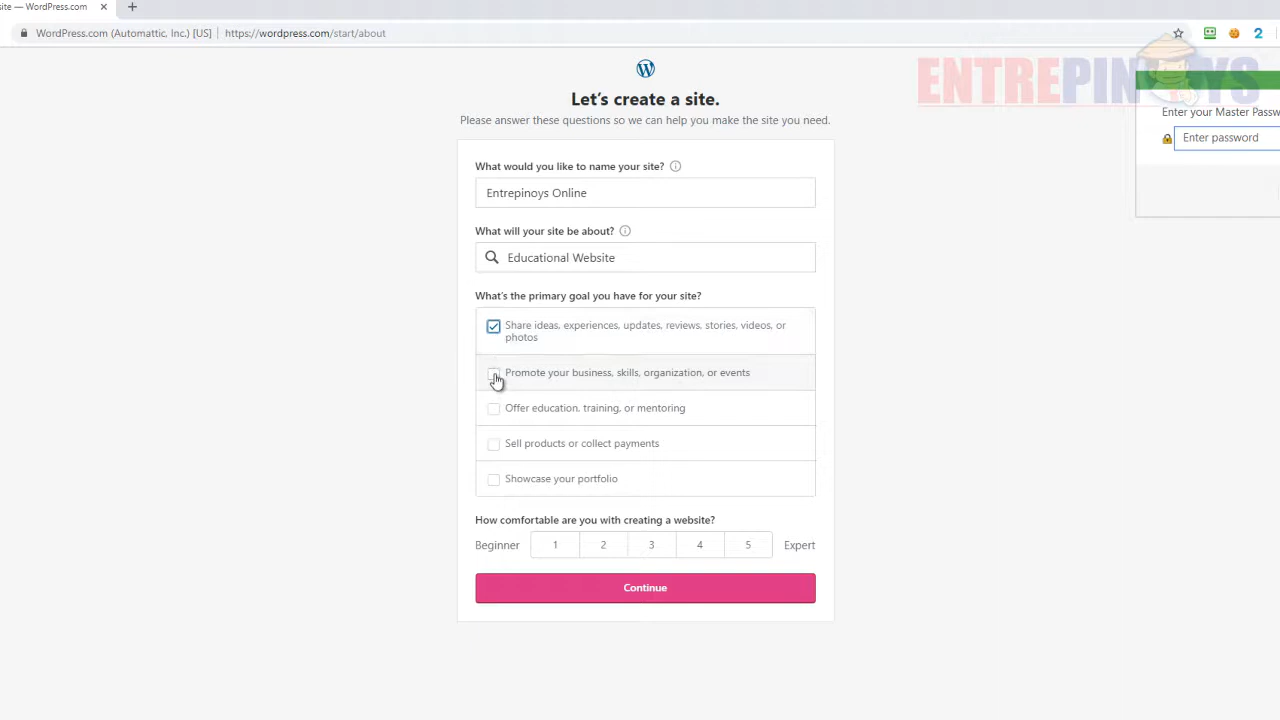 ite — WordPress.com
WordPress.com (Automattic, Inc.) [US]
https://wordpress.com/start/about
2
ENTREPINOYS
W
Let's create a site.
Please answer these questions so we can help you make the site you need.
Enter your Master Passw
Enter password
What would you like to name your site?
Entrepinoys Online
What will your site be about?
Educational Website
What's the primary goal you have for your site?
Share ideas, experiences, updates, reviews, stories, videos, or
photos
Promote your business, skills, organization, or events
Offer education, training, or mentoring
Sell products or collect payments
Showcase your portfolio
How comfortable are you with creating a website?
Beginner 1 2 3 4 5 Expert
Continue